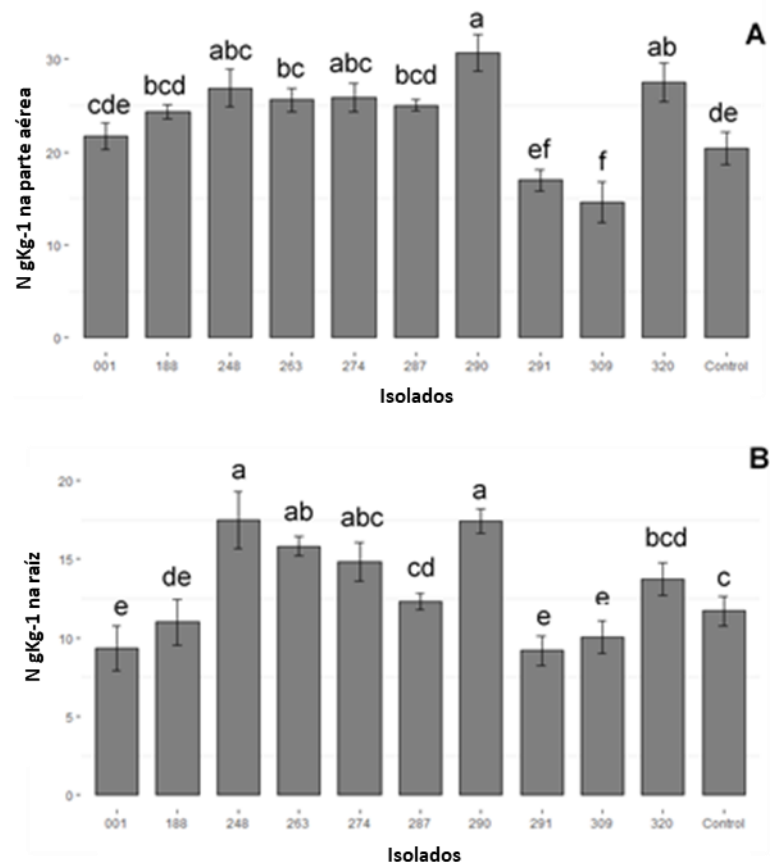 A
a
abc
ab
bcd
bc
abc
bcd
cde
de
ef
f
N gKg-1 na parte aérea
30
20
10
0
001 188 248 263 274 287 290 291 309 320 Control
Isolados
B
a
a
ab
abc
bcd
cd
de
c
e
e
e
N gKg-1 na raíz
20
15
10
5
0
001 188 248 263 274 287 290 291 309 320 Control
Isolados